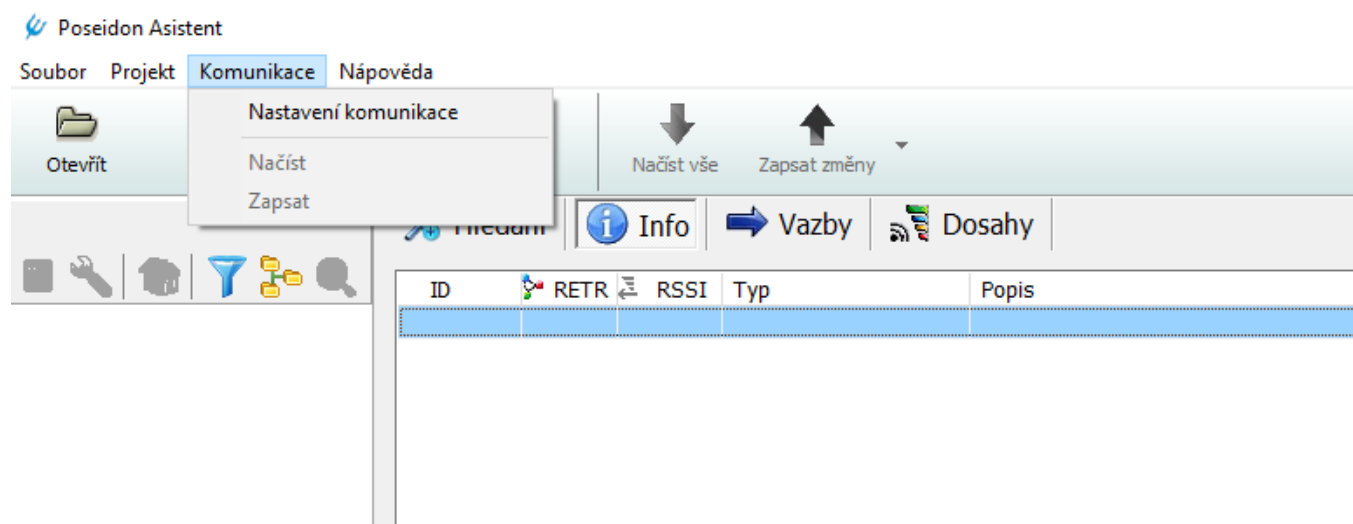 Poseidon Asistent
Soubor Projekt Komunikace Nápověda
Nastavení komunikace
Načíst
Zapsat
Otevřít
Načíst vše
Zapsat změny
Info
Vazby
Dosahy
ID RETR RSSI Typ Popis